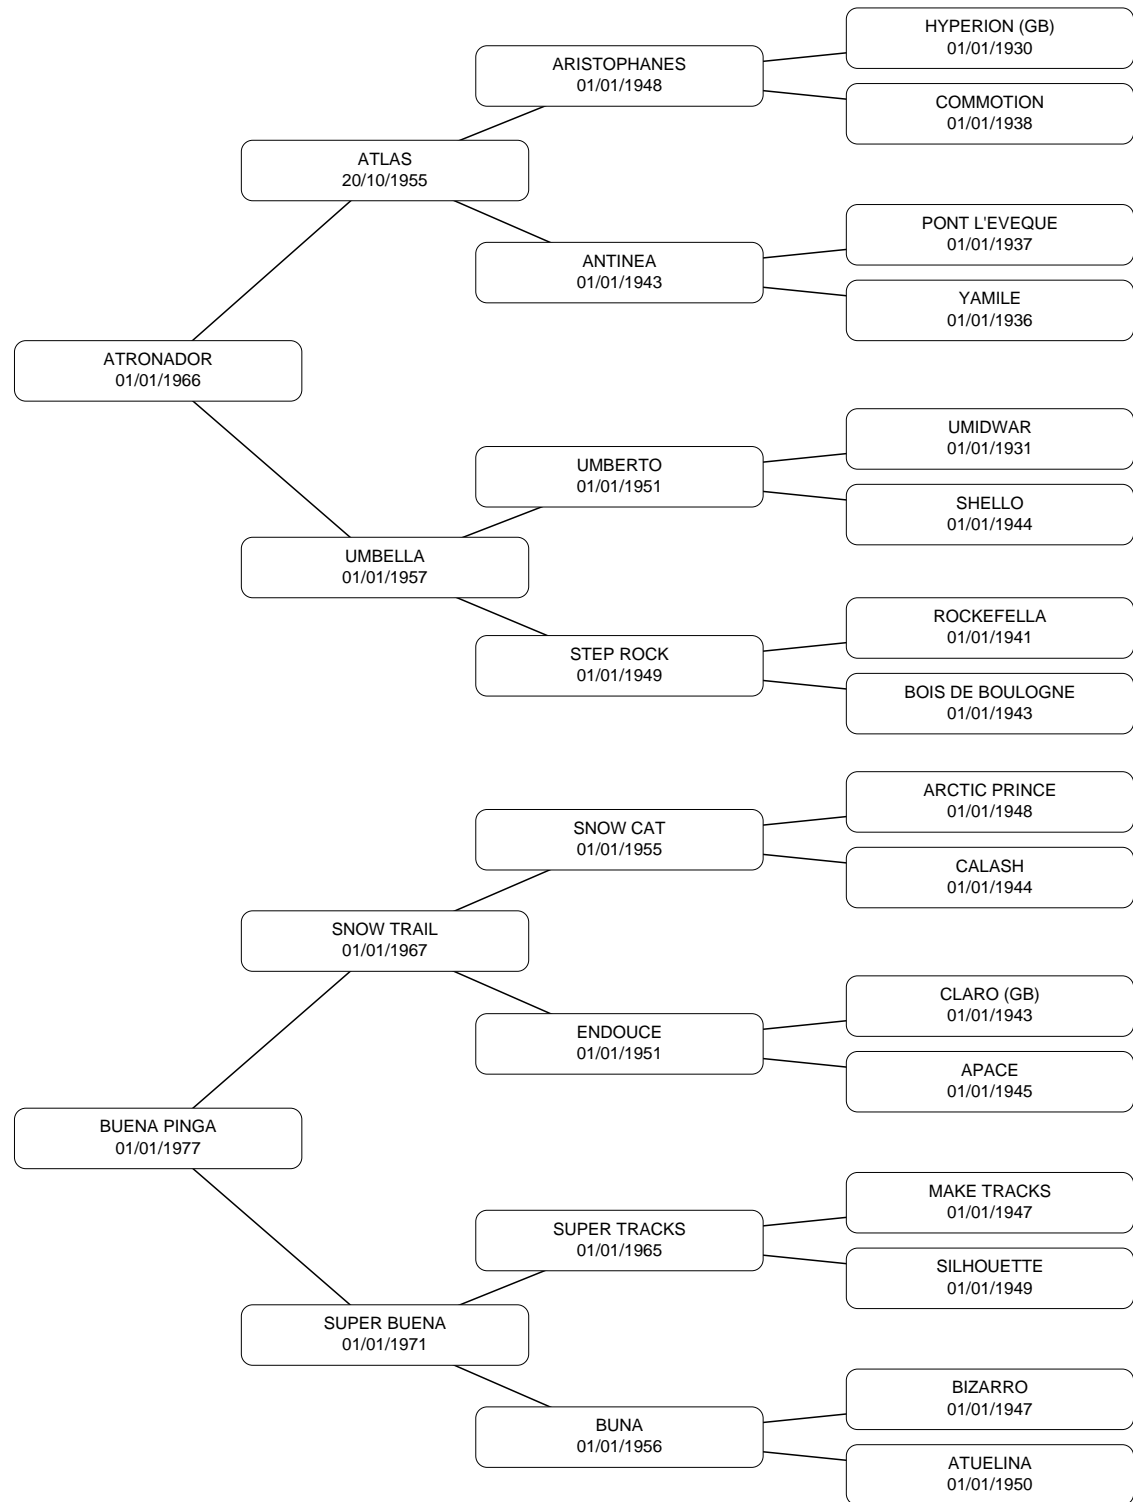 HYPERION (GB)
01/01/1930
ARISTOPHANES
01/01/1948
COMMOTION
01/01/1938
ATLAS
20/10/1955
PONT L'EVEQUE
01/01/1937
ANTINEA
01/01/1943
YAMILE
01/01/1936
ATRONADOR
01/01/1966
UMIDWAR
01/01/1931
UMBERTO
01/01/1951
SHELLO
01/01/1944
UMBELLA
01/01/1957
ROCKEFELLA
01/01/1941
STEP ROCK
01/01/1949
BOIS DE BOULOGNE
01/01/1943
ARCTIC PRINCE
01/01/1948
SNOW CAT
01/01/1955
CALASH
01/01/1944
SNOW TRAIL
01/01/1967
CLARO (GB)
01/01/1943
ENDOUCE
01/01/1951
APACE
01/01/1945
BUENA PINGA
01/01/1977
MAKE TRACKS
01/01/1947
SUPER TRACKS
01/01/1965
SILHOUETTE
01/01/1949
SUPER BUENA
01/01/1971
BIZARRO
01/01/1947
BUNA
01/01/1956
ATUELINA
01/01/1950